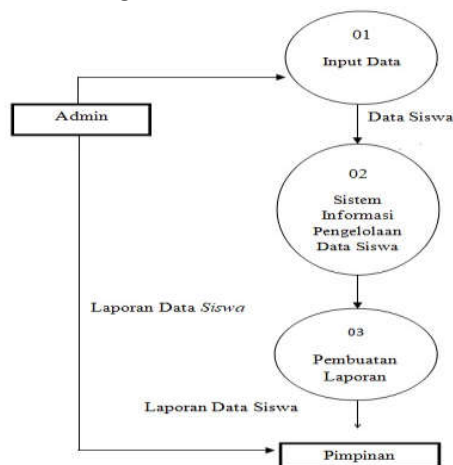 01
Input Data
Admin
Data Siswa
02
Sistem
Informasi
Pengelolaan
Data Siswa
Laporan Data Siswa
03
Pembuatan
Laporan
Laporan Data Siswa
Pimpinan